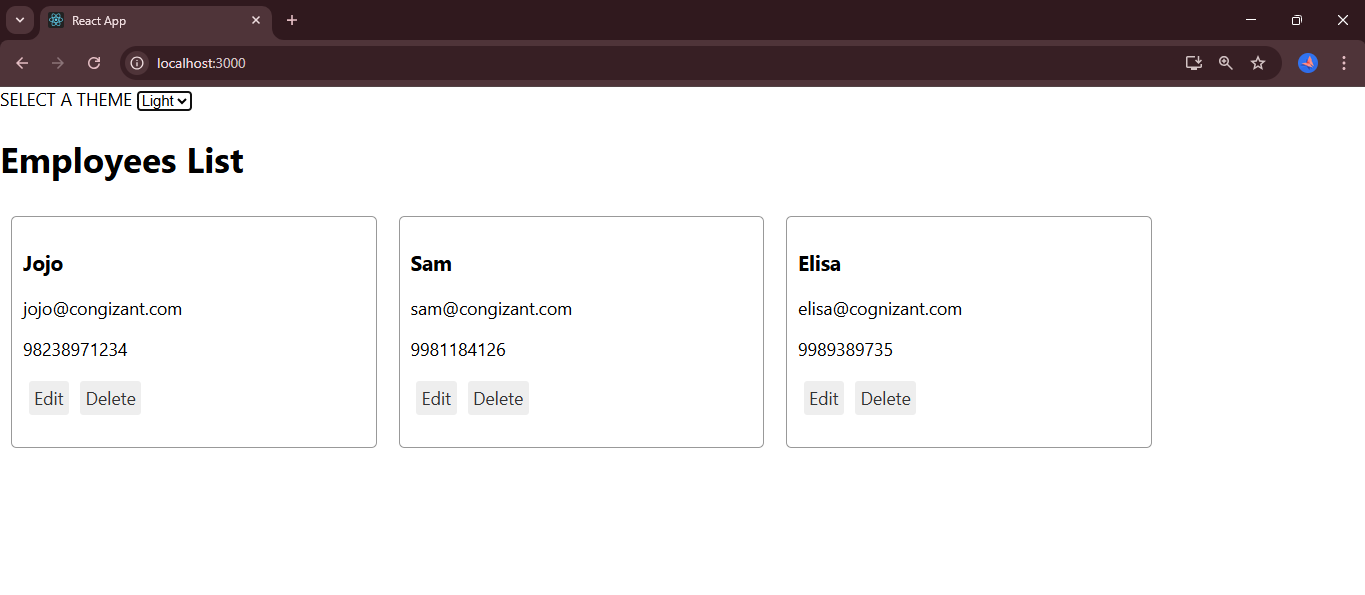 React App
localhost:3000
SELECT A THEME Light
Employees List
Jojo
jojo@congizant.com
98238971234
Edit Delete
Sam
sam@congizant.com
9981184126
Edit Delete
Elisa
elisa@cognizant.com
9989389735
Edit Delete